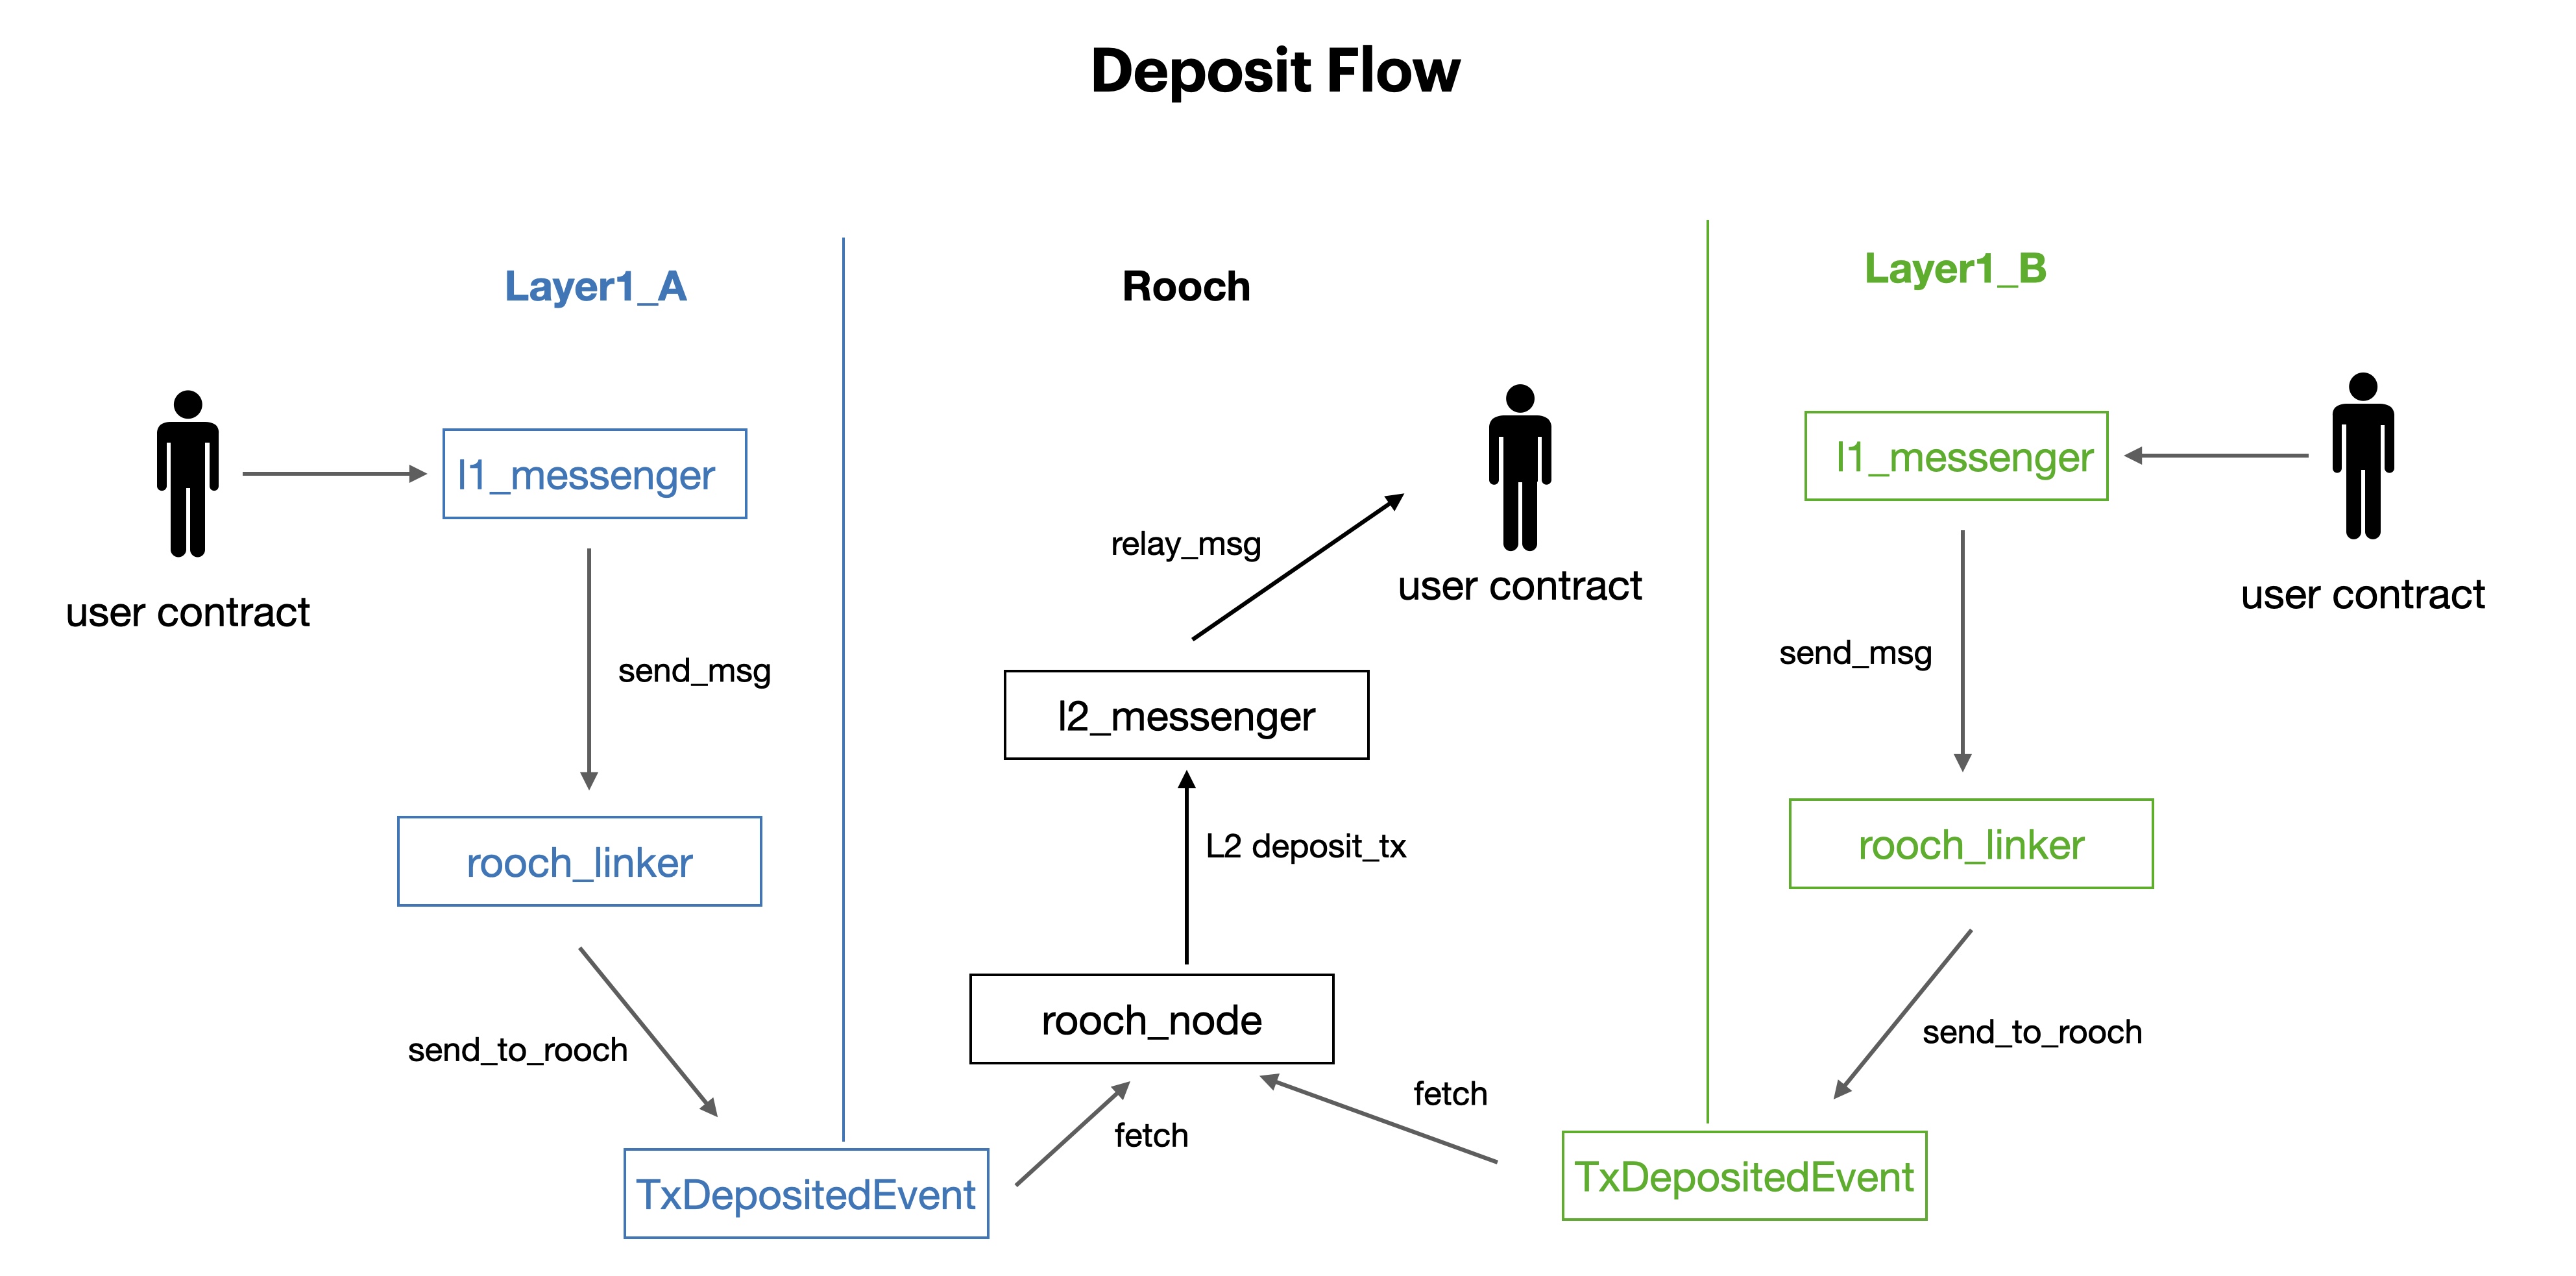 Deposit Flow
Layer1_A
Rooch
Layer1_B
l1_messenger
user contract
send_msg
rooch_linker
send_to_rooch
TxDepositedEvent
fetch
rooch_node
L2 deposit_tx
l2_messenger
relay_msg
user contract
l1_messenger
user contract
send_msg
rooch_linker
send_to_rooch
TxDepositedEvent
fetch